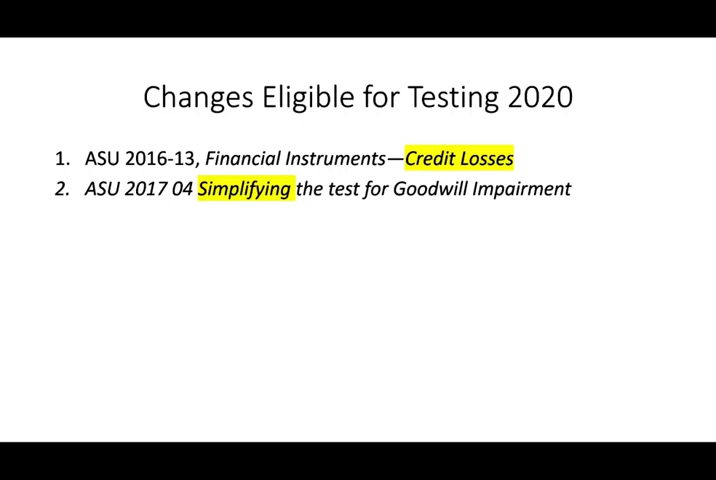 Changes Eligible for Testing 2020
1. ASU 2016-13, Financial Instruments—Credit Losses
2. ASU 2017 04 Simplifying the test for Goodwill Impairment